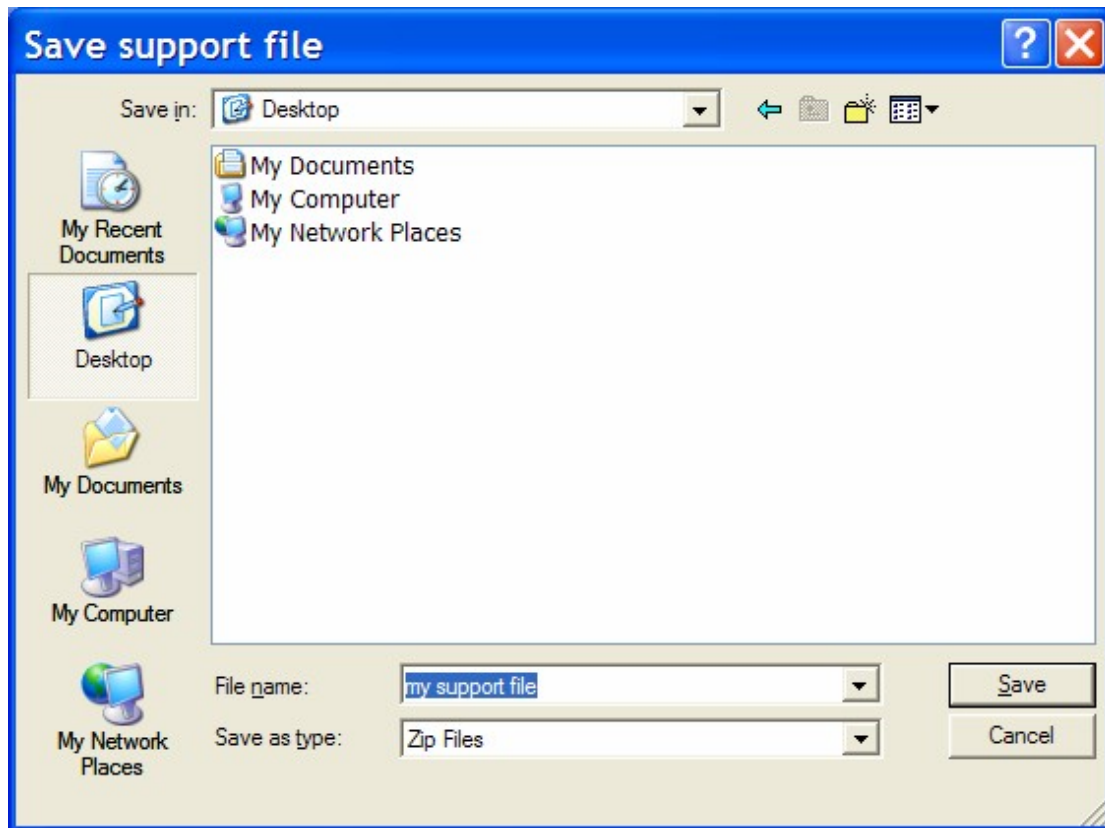 Save support file
Save in: Desktop
My Documents
My Computer
My Network Places
My Recent
Documents
Desktop
My Documents
My Computer
My Network
Places
File name: my support file Save
Save as type: Zip Files Cancel